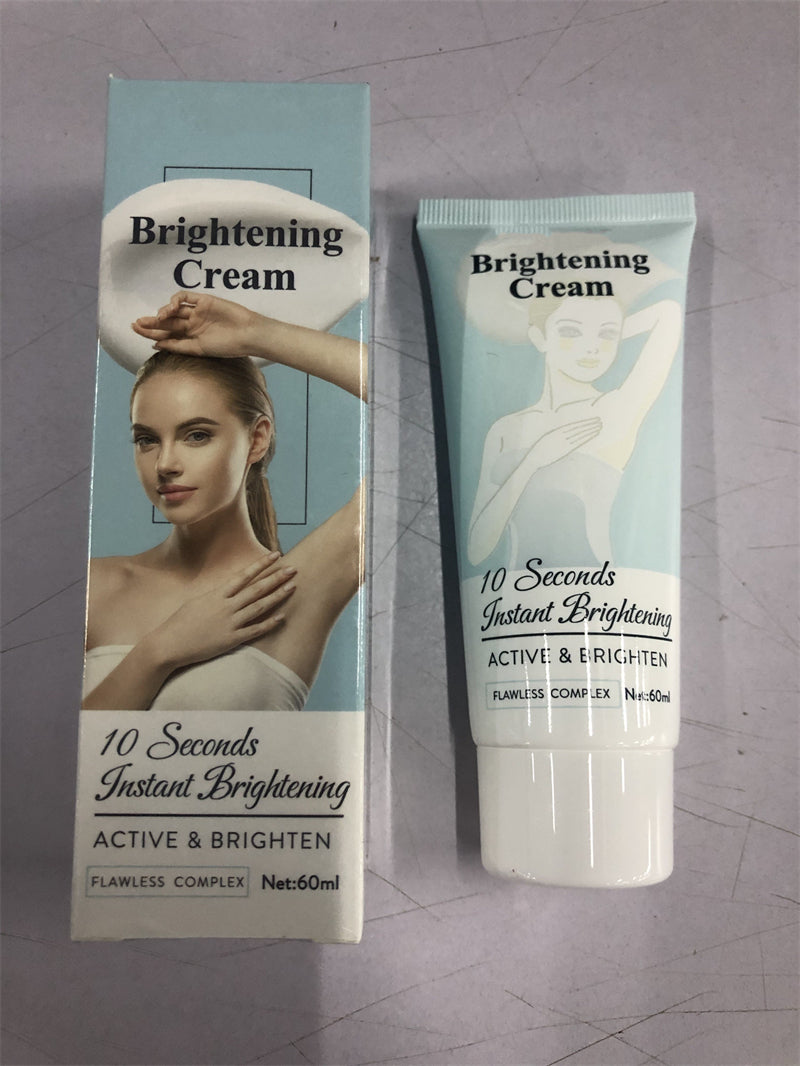 Brightening
Cream
10 Seconds
Instant Brightening
ACTIVE & BRIGHTEN
FLAWLESS COMPLEX Net:60ml
Brightening
Cream
10 Seconds
Instant Brightening
ACTIVE & BRIGHTEN
FLAWLESS COMPLEX Net:60ml